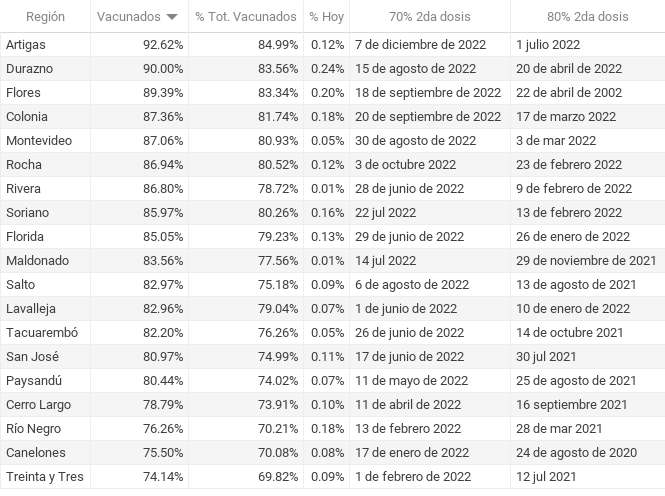 Región Vacunados % Tot. Vacunados % Hoy 70% 2da dosis 80% 2da dosis
Artigas 92.62% 84.99% 0.12% 7 de diciembre de 2022 1 julio 2022
Durazno 90.00% 83.56% 0.24% 15 de agosto de 2022 20 de abril de 2022
Flores 89.39% 83.34% 0.20% 18 de septiembre de 2022 22 de abril de 2002
Colonia 87.36% 81.74% 0.18% 20 de septiembre de 2022 17 de marzo 2022
Montevideo 87.06% 80.93% 0.05% 30 de agosto de 2022 3 de mar 2022
Rocha 86.94% 80.52% 0.12% 3 de octubre 2022 23 de febrero 2022
Rivera 86.80% 78.72% 0.01% 28 de junio de 2022 9 de febrero de 2022
Soriano 85.97% 80.26% 0.16% 22 jul 2022 13 de febrero 2022
Florida 85.05% 79.23% 0.13% 29 de junio de 2022 26 de enero de 2022
Maldonado 83.56% 77.56% 0.01% 14 jul 2022 29 de noviembre de 2021
Salto 82.97% 75.18% 0.09% 6 de agosto de 2022 13 de agosto de 2021
Lavalleja 82.96% 79.04% 0.07% 1 de junio de 2022 10 de enero de 2022
Tacuarembó 82.20% 76.26% 0.05% 26 de junio de 2022 14 de octubre 2021
San José 80.97% 74.99% 0.11% 17 de junio de 2022 30 jul 2021
Paysandú 80.44% 74.02% 0.07% 11 de mayo de 2022 25 de agosto de 2021
Cerro Largo 78.79% 73.91% 0.10% 11 de abril de 2022 16 septiembre 2021
Río Negro 76.26% 70.21% 0.18% 13 de febrero 2022 28 de mar 2021
Canelones 75.50% 70.08% 0.08% 17 de enero de 2022 24 de agosto de 2020
Treinta y Tres 74.14% 69.82% 0.09% 1 de febrero de 2022 12 jul 2021